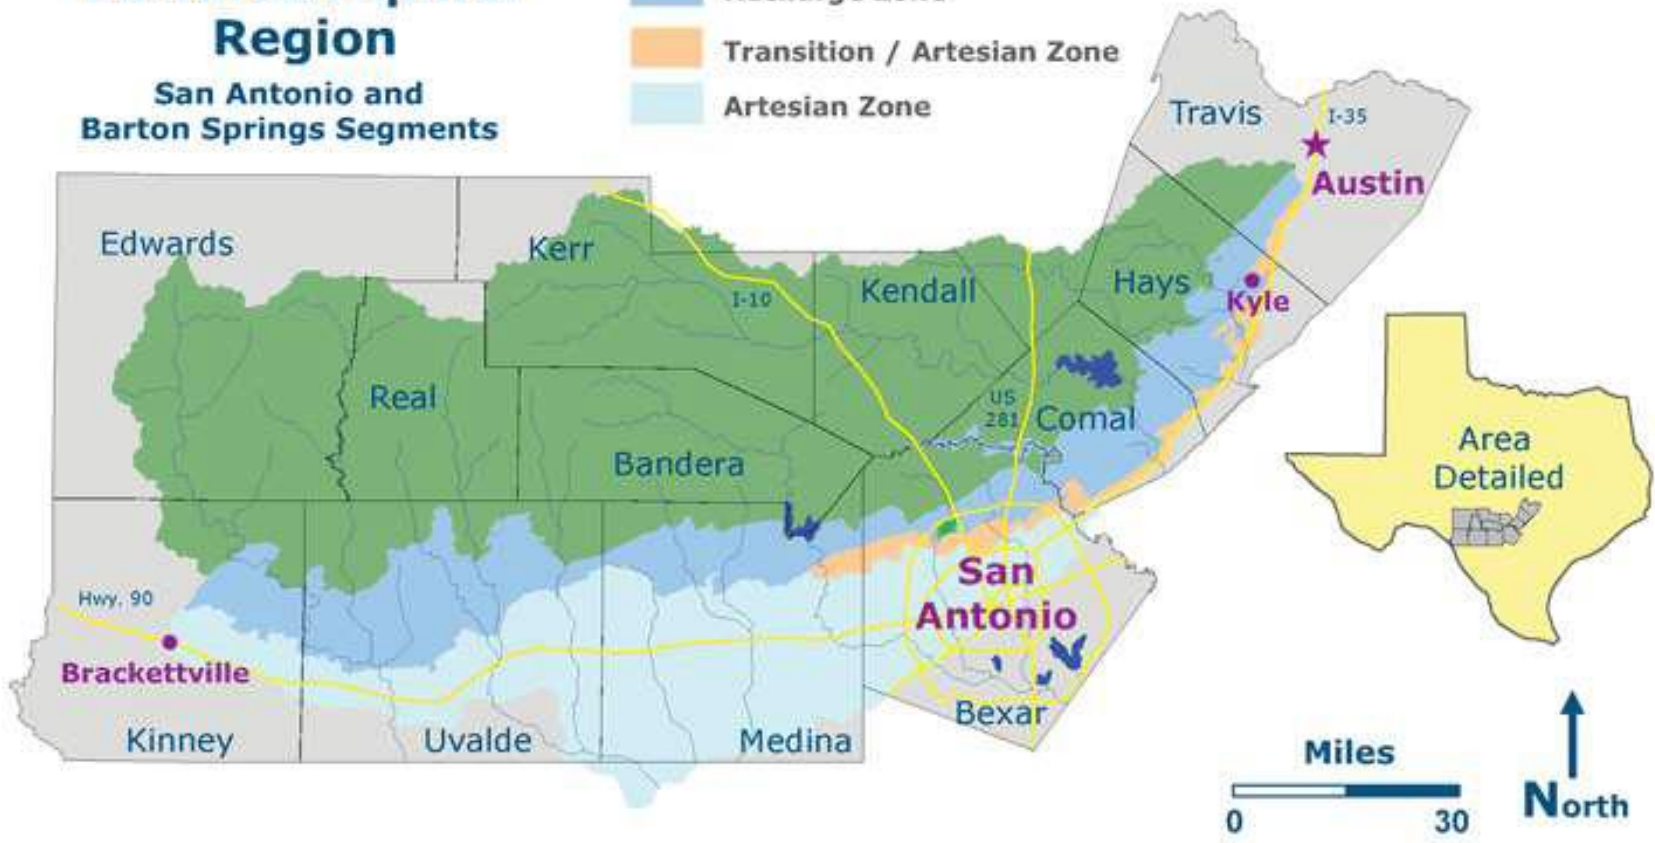 Region
San Antonio and
Barton Springs Segments
Transition / Artesian Zone
Artesian Zone
Travis
I-35
Austin
Edwards
Kerr
I-10
Kendall
Hays
Kyle
Real
US
281
Comal
Bandera
Area
Detailed
Hwy. 90
San
Antonio
Brackettville
Bexar
Kinney
Uvalde
Medina
Miles
0
30
North